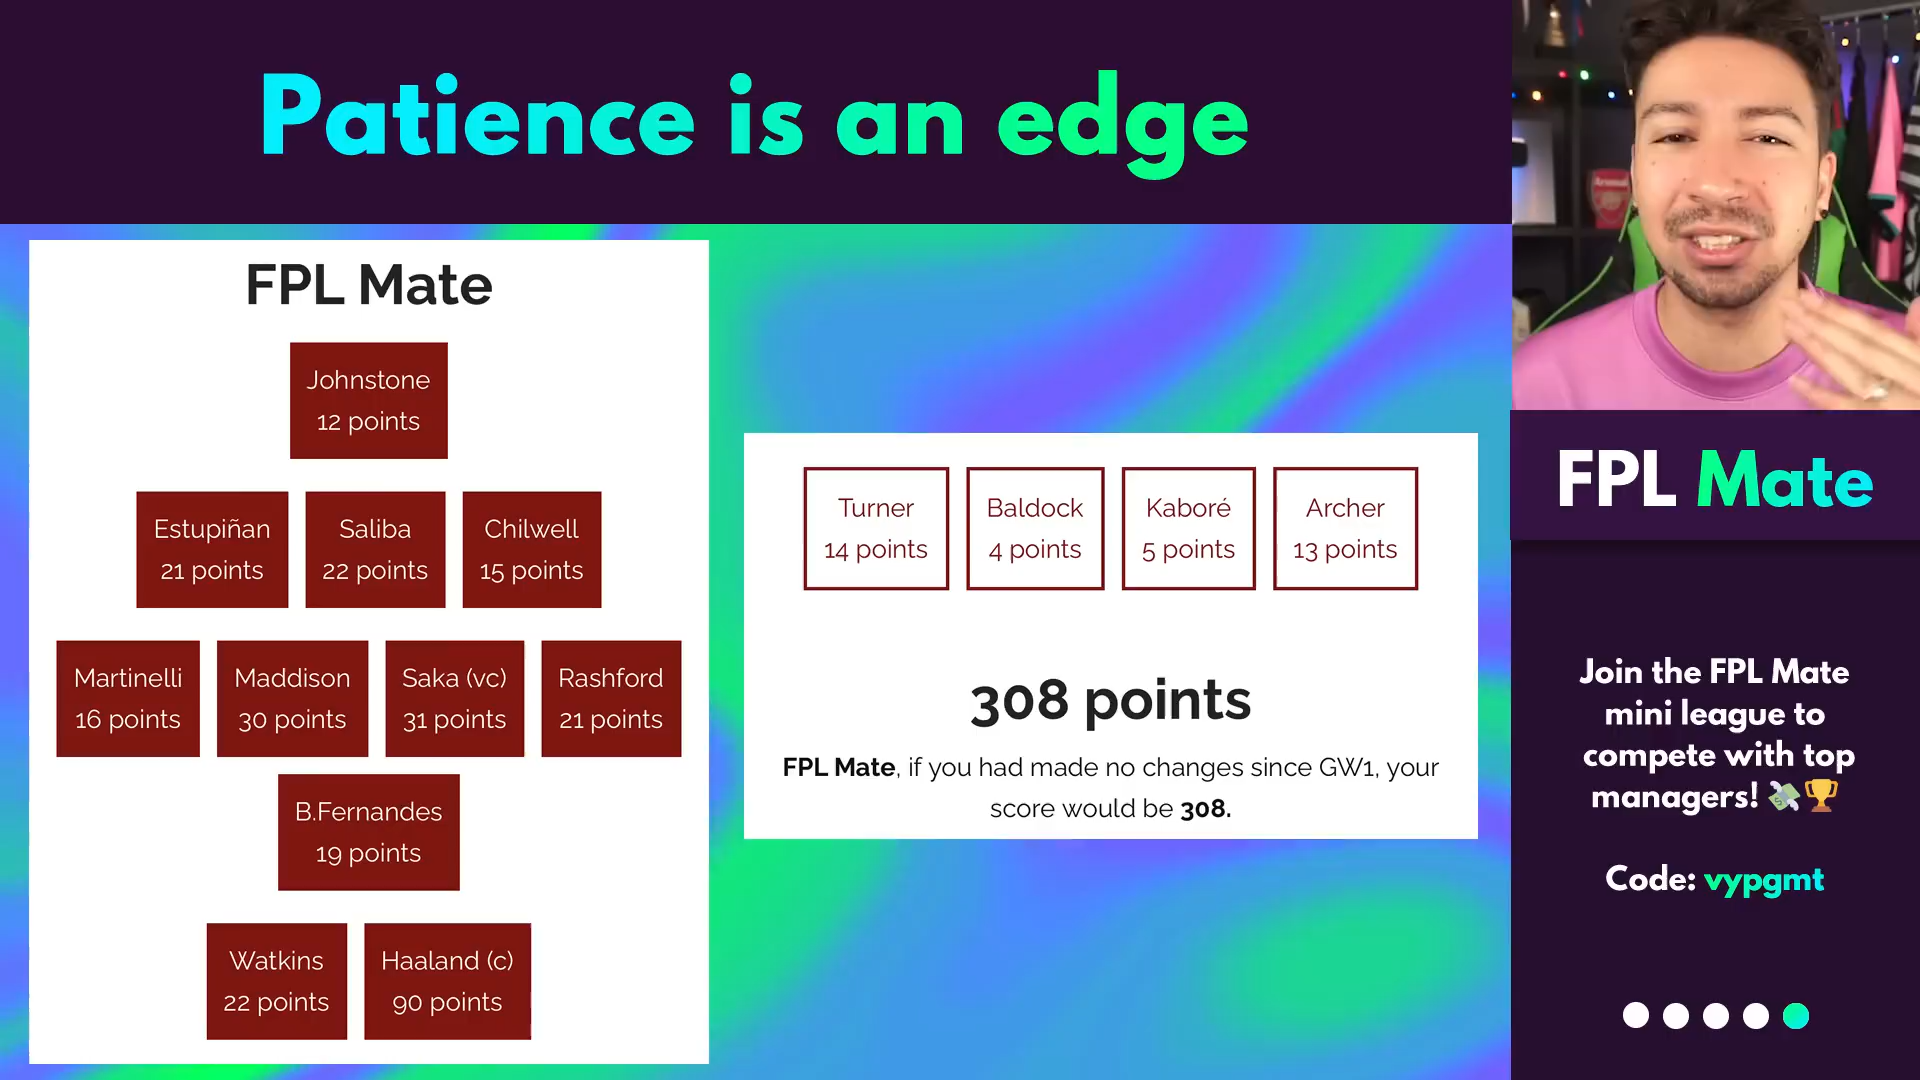 Patience is an edge
FPL Mate
Johnstone
12 points
Estupiñan
21 points
Saliba
22 points
Chilwell
15 points
Martinelli
16 points
Maddison
30 points
Saka (vc)
31 points
Rashford
21 points
B.Fernandes
19 points
Watkins
22 points
Haaland (c)
90 points
Turner
14 points
Baldock
4 points
Kaboré
5 points
Archer
13 points
308 points
FPL Mate, if you had made no changes since GW1, your
score would be 308.
Arsenal
FPL Mate
Join the FPL Mate
mini league to
compete with top
managers! 💸🏆
Code: vypgmt